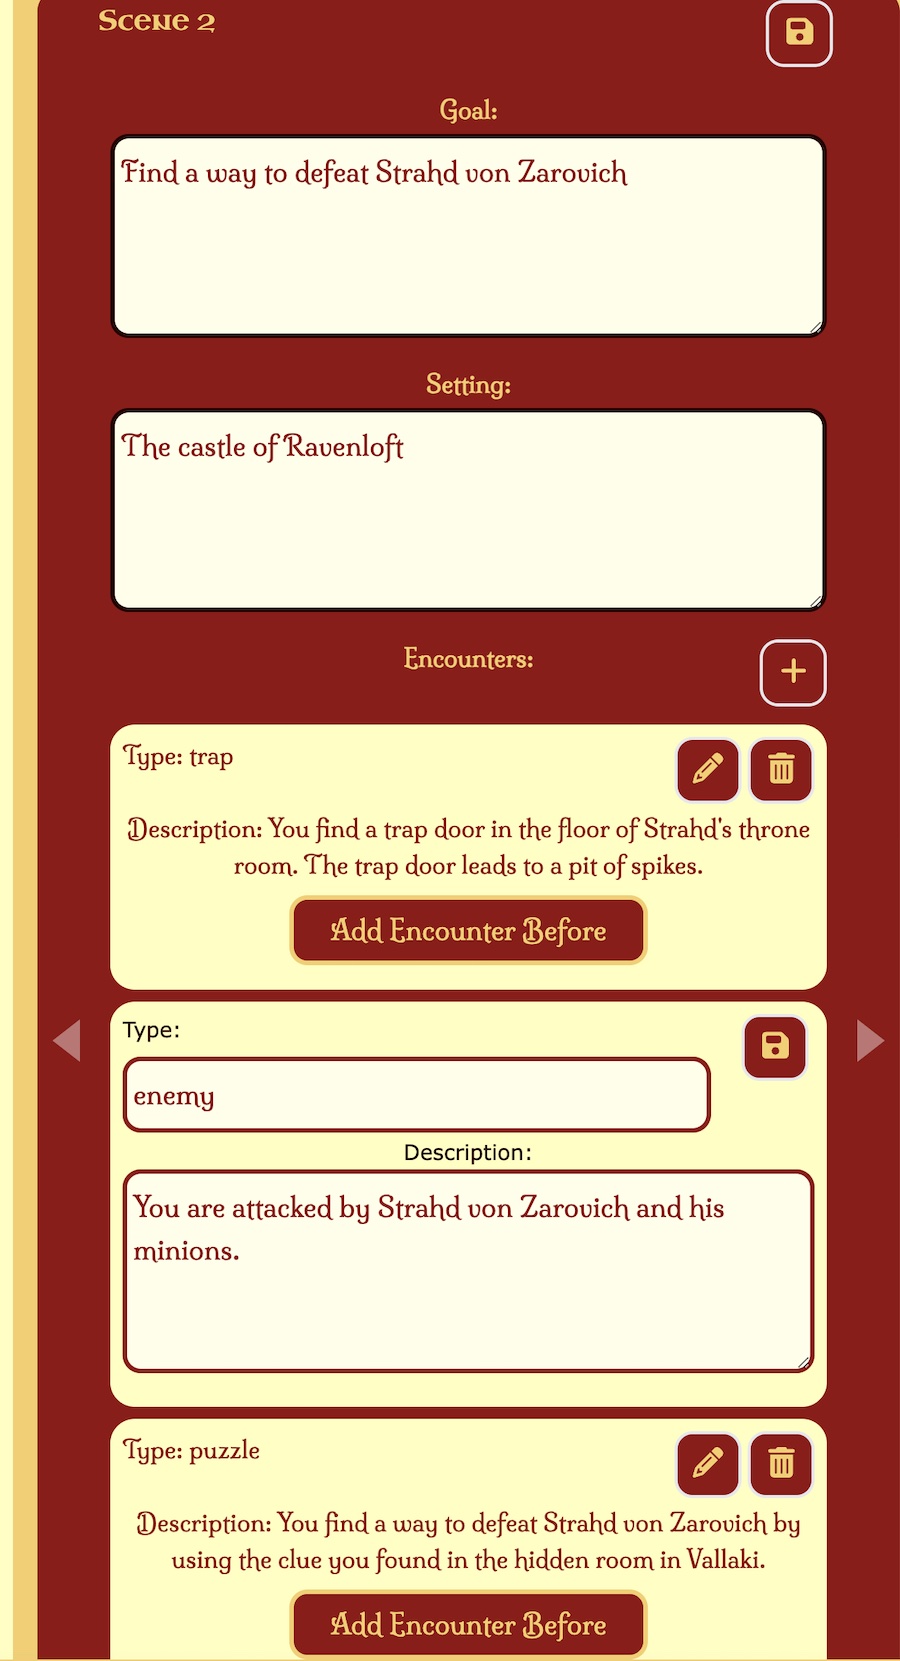 Scene 2
Goal:
Find a way to defeat Strahd von Zarovich
Setting:
The castle of Ravenloft
Encounters:
Type: trap
Description: You find a trap door in the floor of Strahd's throne
room. The trap door leads to a pit of spikes.
Add Encounter Before
Type:
enemy
Description:
You are attacked by Strahd von Zarovich and his
minions.
Type: puzzle
Description: You find a way to defeat Strahd von Zarovich by
using the clue you found in the hidden room in Vallaki.
Add Encounter Before